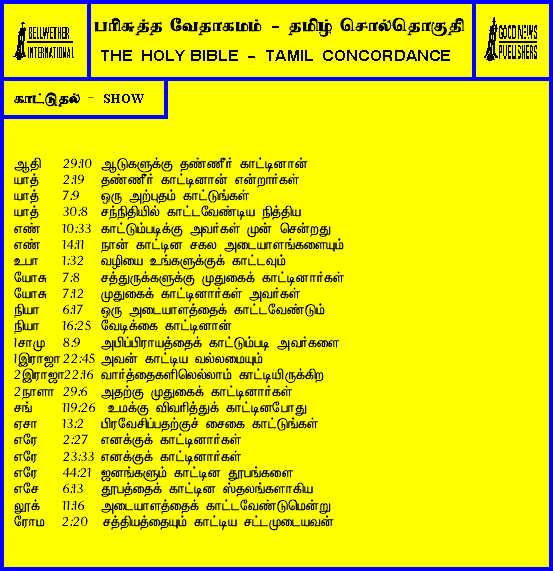 BELLWETHER
INTERNATIONAL
பரிசுத்த வேதாகமம் - தமிழ் சொல்தொகுதி
THE HOLY BIBLE - TAMIL CONCORDANCE
GOOD NEWS
PUBLISHERS
காட்டுதல் - SHOW
ஆதி 29:10 ஆடுகளுக்கு தண்ணீர் காட்டினான்
யாத் 2:19 தண்ணீர் காட்டினான் என்றார்கள்
யாத் 7:9 ஒரு அற்புதம் காட்டுங்கள்
யாத் 30:8 சந்நிதியில் காட்டவேண்டிய நித்திய
எண் 10:33 காட்டும்படிக்கு அவர்கள் முன் சென்றது
எண் 14:11 நான் காட்டின சகல அடையாளங்களையும்
உபா 1:32 வழியை உங்களுக்குக் காட்டவும்
யோசு 7:8 சத்துருக்களுக்கு முதுகைக் காட்டினார்கள்
யோசு 7:12 முதுகைக் காட்டினார்கள் அவர்கள்
நியா 6:17 ஒரு அடையாளத்தைக் காட்டவேண்டும்
நியா 16:25 வேடிக்கை காட்டினான்
1சாமு 8:9 அபிப்பிராயத்தைக் காட்டும்படி அவர்களை
1இராஜா 22:45 அவன் காட்டிய வல்லமையும்
2இராஜா 22:16 வார்த்தைகளிலெல்லாம் காட்டியிருக்கிற
2நாளா 29:6 அதற்கு முதுகைக் காட்டினார்கள்
சங் 119:26 உமக்கு விவரித்துக் காட்டினபோது
ஏசா 13:2 பிரவேசிப்பதற்குச் சைகை காட்டுங்கள்
எரே 2:27 எனக்குக் காட்டினார்கள்
எரே 23:33 எனக்குக் காட்டினார்கள்
எரே 44:21 ஜனங்களும் காட்டின தூபங்களை
எசே 6:13 தூபத்தைக் காட்டின ஸ்தலங்களாகிய
லூக் 11:16 அடையாளத்தைக் காட்டவேண்டுமென்று
ரோம 2:20 சத்தியத்தையும் காட்டிய சட்டமுடையவன்